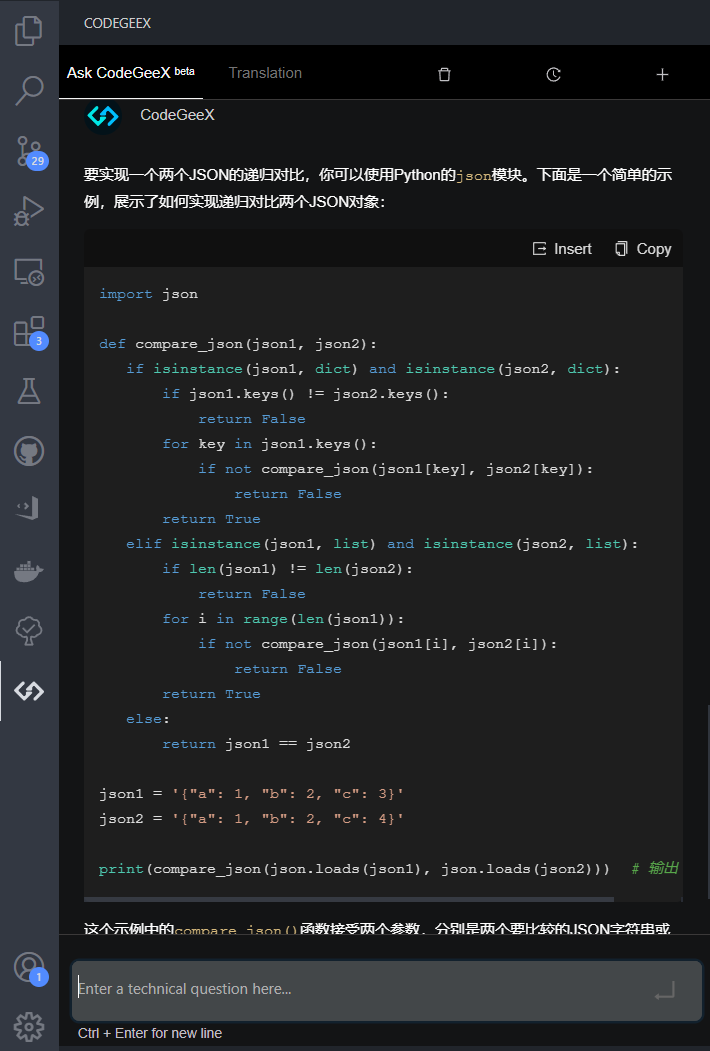 CODEGEEX
Ask CodeGeeX beta
Translation
CodeGeeX
29
3
要实现一个两个JSON的递归对比，你可以使用Python的json模块。下面是一个简单的示
例，展示了如何实现递归对比两个JSON对象：
Insert
Copy
import json
def compare_json(json1, json2):
if isinstance(json1, dict) and isinstance(json2, dict):
if json1.keys() != json2.keys():
return False
for key in json1.keys():
if not compare_json(json1[key], json2[key]):
return False
return True
elif isinstance(json1, list) and isinstance(json2, list):
if len(json1) != len(json2):
return False
for i in range(len(json1)):
if not compare_json(json1[i], json2[i]):
return False
return True
else:
return json1 == json2
json1 = '{"a": 1, "b": 2, "c": 3}'
json2 = '{"a": 1, "b": 2, "c": 4}'
print(compare_json(json.loads(json1), json.loads(json2))) # 输出
这个示例中的compare_json()函数接受两个参数，分别是两个要比较的JSON字符串或
1
Enter a technical question here...
Ctrl + Enter for new line